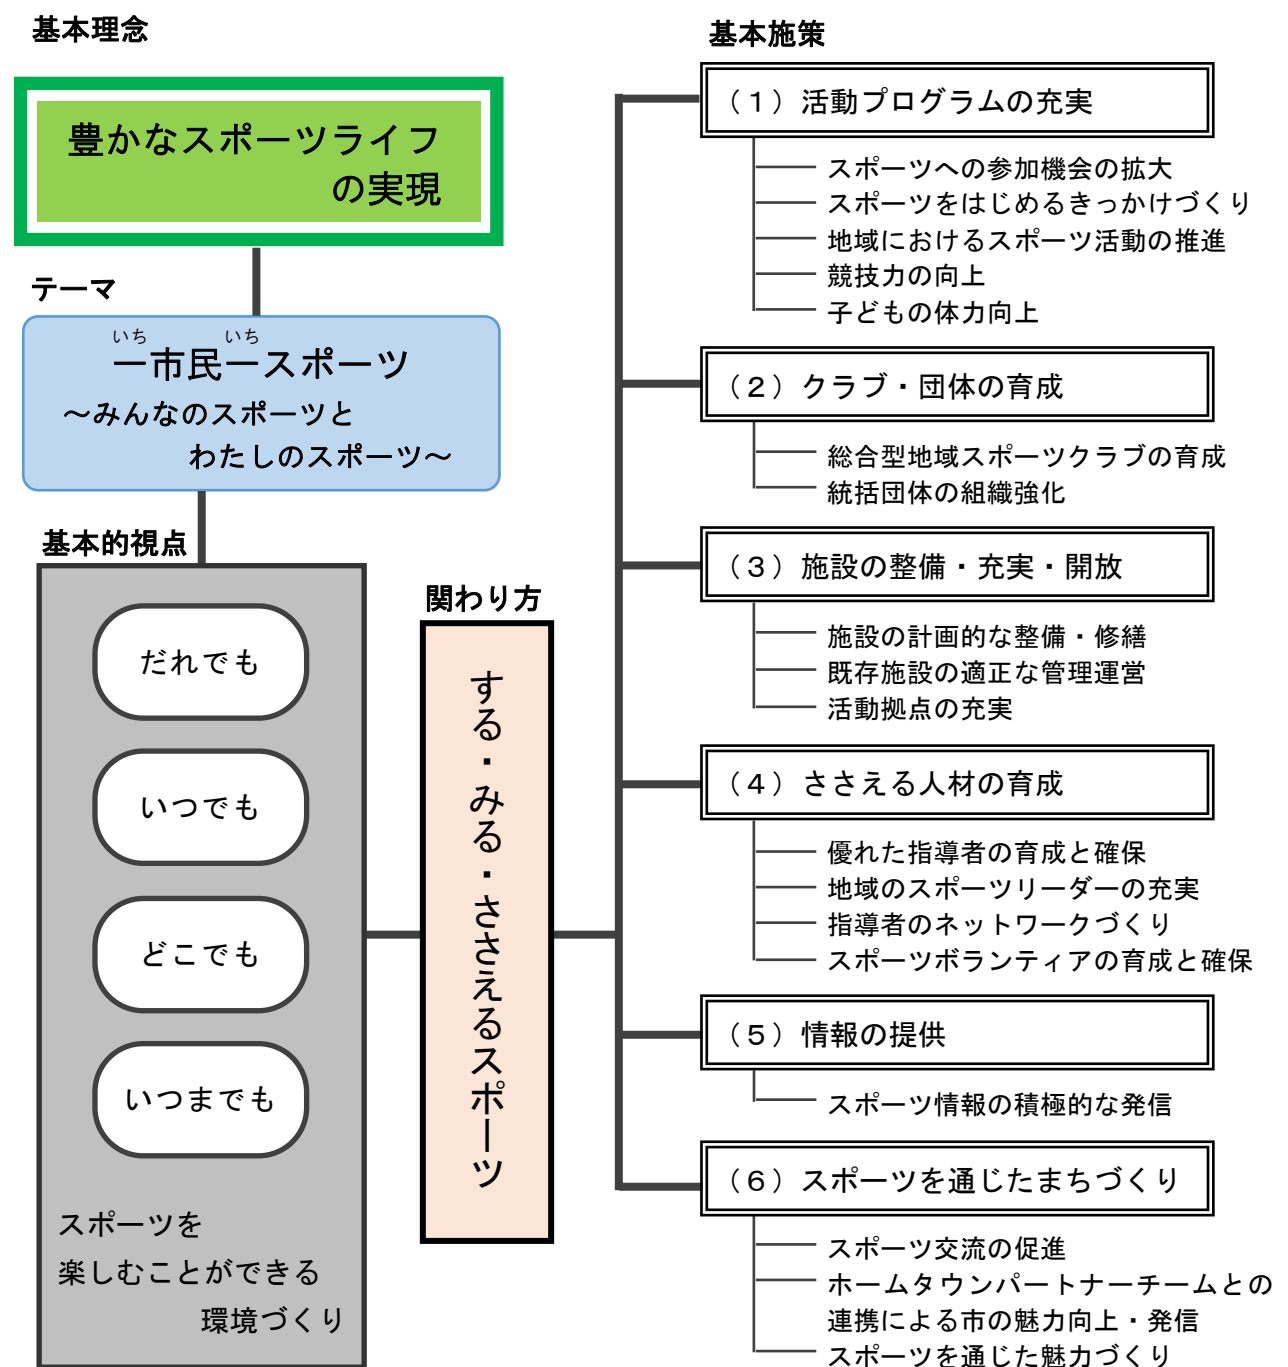 基本理念
豊かなスポーツライフ
の実現
テーマ
いち いち
一市民一スポーツ
～みんなのスポーツと
わたしのスポーツ～
基本的視点
だれでも
いつでも
どこでも
いつまでも
スポーツを
楽しむことができる
環境づくり
関わり方
する・みる・ささえるスポーツ
基本施策
（１）活動プログラムの充実
スポーツへの参加機会の拡大
スポーツをはじめるきっかけづくり
地域におけるスポーツ活動の推進
競技力の向上
子どもの体力向上
（２）クラブ・団体の育成
総合型地域スポーツクラブの育成
統括団体の組織強化
（３）施設の整備・充実・開放
施設の計画的な整備・修繕
既存施設の適正な管理運営
活動拠点の充実
（４）ささえる人材の育成
優れた指導者の育成と確保
地域のスポーツリーダーの充実
指導者のネットワークづくり
スポーツボランティアの育成と確保
（５）情報の提供
スポーツ情報の積極的な発信
（６）スポーツを通じたまちづくり
スポーツ交流の促進
ホームタウンパートナーチームとの
連携による市の魅力向上・発信
スポーツを通じた魅力づくり